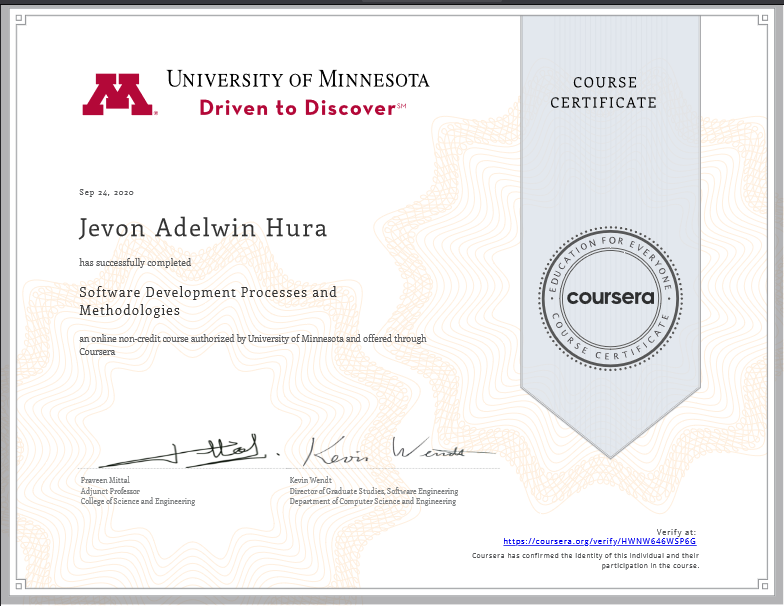 University of Minnesota
Driven to Discover℠
COURSE
CERTIFICATE
Sep 24, 2020
Jevon Adelwin Hura
has successfully completed
Software Development Processes and
Methodologies
an online non-credit course authorized by University of Minnesota and offered through
Coursera
EDUCATION FOR EVERYONE
coursera
COURSE CERTIFICATE
Kevin Wendt
Praveen Mittal
Adjunct Professor
College of Science and Engineering
Kevin Wendt
Director of Graduate Studies, Software Engineering
Department of Computer Science and Engineering
Verify at:
https://coursera.org/verify/HWNW646WSP6G
Coursera has confirmed the identity of this individual and their
participation in the course.